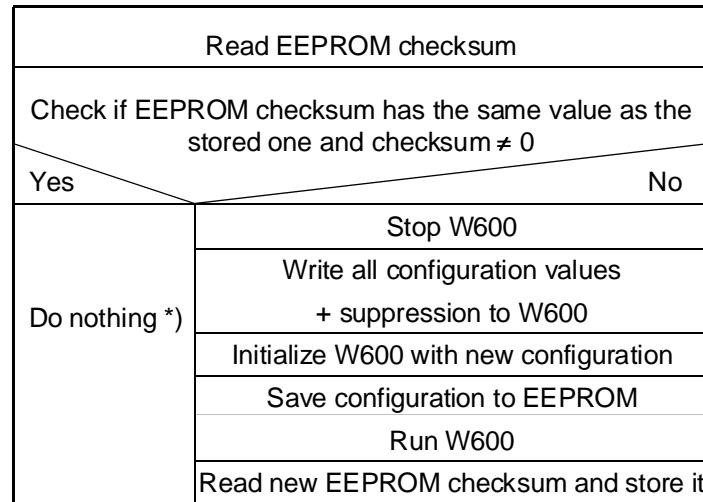 Read EEPROM checksum
Check if EEPROM checksum has the same value as the
stored one and checksum ≠ 0
Yes
No
Stop W600
Write all configuration values
Do nothing *)
+ suppression to W600
Initialize W600 with new configuration
Save configuration to EEPROM
Run W600
Read new EEPROM checksum and store it